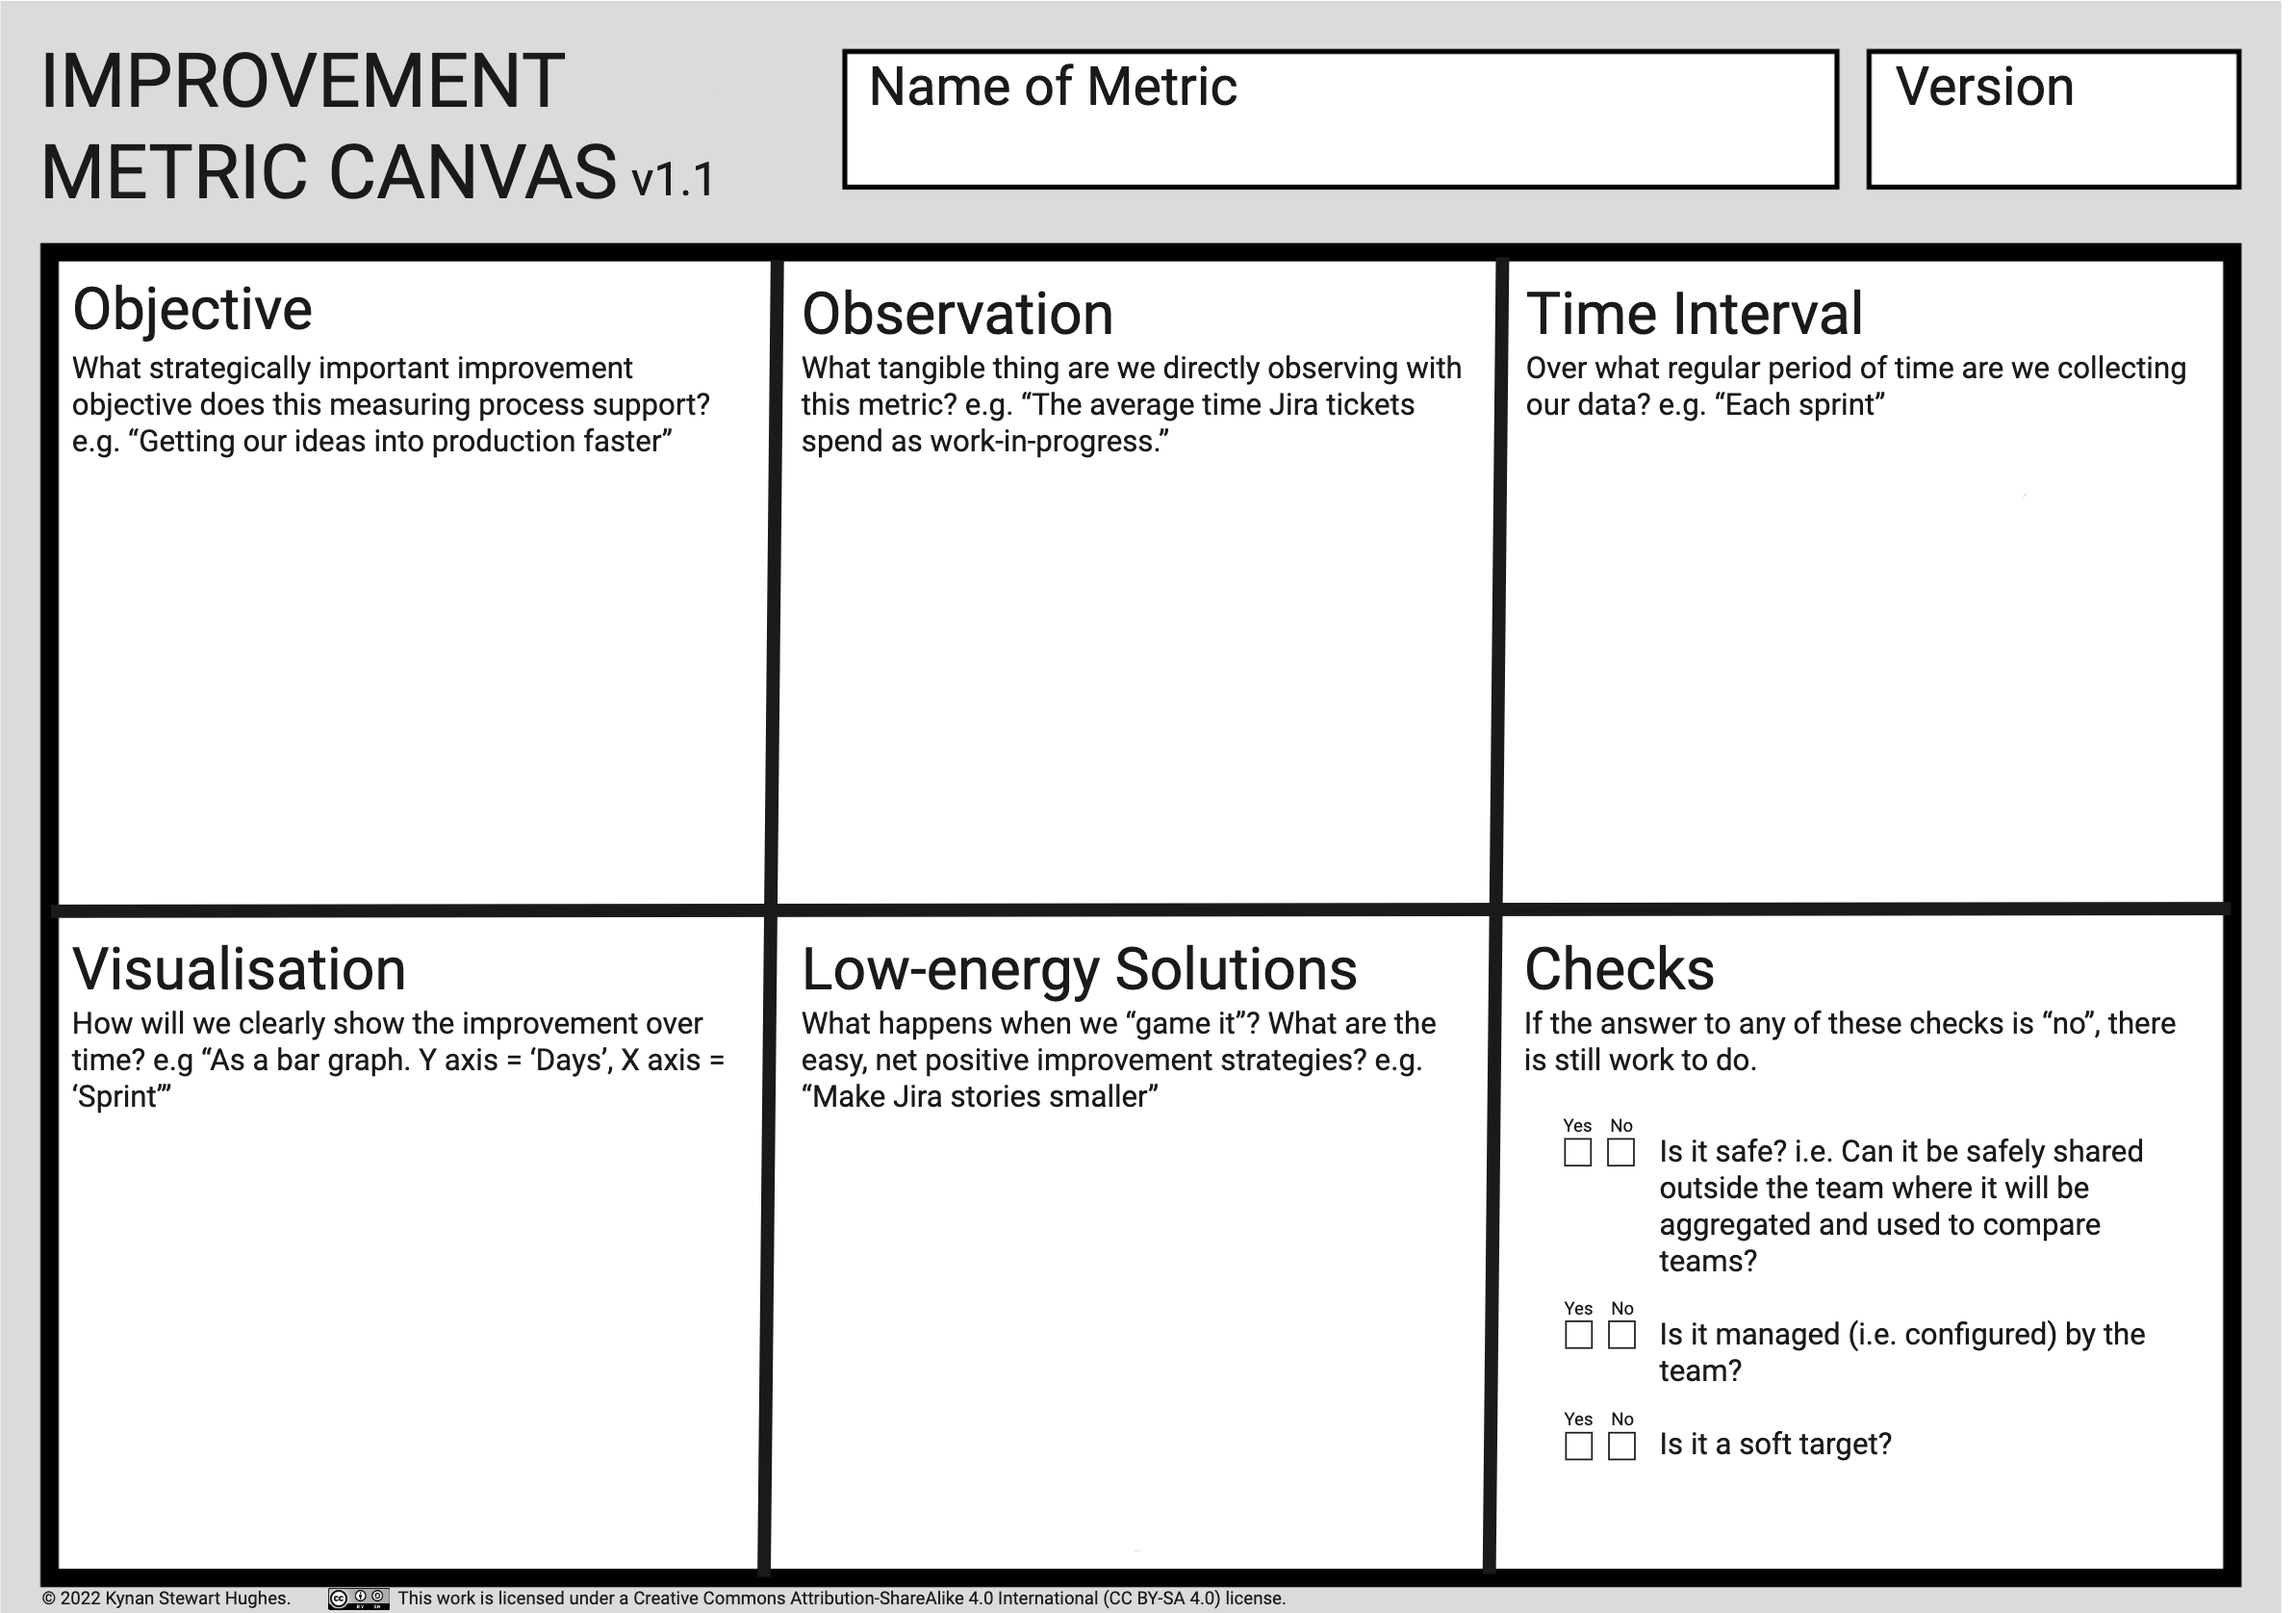 IMPROVEMENT
METRIC CANVAS v1.1
Name of Metric
Version
Objective
What strategically important improvement
objective does this measuring process support?
e.g. “Getting our ideas into production faster”
Observation
What tangible thing are we directly observing with
this metric? e.g. “The average time Jira tickets
spend as work-in-progress.”
Time Interval
Over what regular period of time are we collecting
our data? e.g. “Each sprint”
Visualisation
How will we clearly show the improvement over
time? e.g “As a bar graph. Y axis = ‘Days’, X axis =
‘Sprint’”
Low-energy Solutions
What happens when we “game it”? What are the
easy, net positive improvement strategies? e.g.
“Make Jira stories smaller”
Checks
If the answer to any of these checks is “no”, there
is still work to do.
Yes No
Is it safe? i.e. Can it be safely shared
outside the team where it will be
aggregated and used to compare
teams?
Yes No
Is it managed (i.e. configured) by the
team?
Yes No
Is it a soft target?
© 2022 Kynan Stewart Hughes.
cc BY SA
This work is licensed under a Creative Commons Attribution-ShareAlike 4.0 International (CC BY-SA 4.0) license.